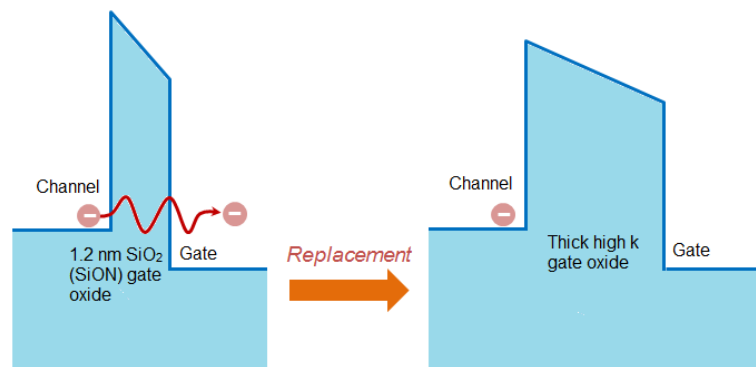 Channel
1.2 nm SiO₂
(SiON) gate
oxide
Gate
Replacement
Channel
Thick high k
gate oxide
Gate